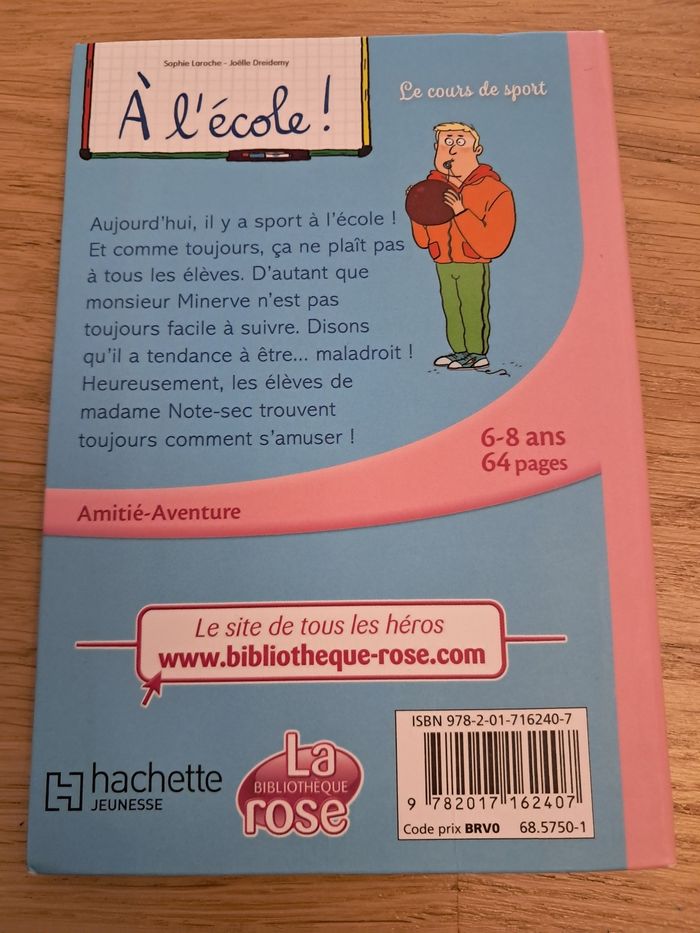 Sophie Laroche - Joëlle Dreidemy
À l'école !
Le cours de sport
Aujourd'hui, il y a sport à l'école !
Et comme toujours, ça ne plaît pas
à tous les élèves. D'autant que
monsieur Minerve n'est pas
toujours facile à suivre. Disons
qu'il a tendance à être... maladroit !
Heureusement, les élèves de
madame Note-sec trouvent
toujours comment s'amuser !
6-8 ans
64 pages
Amitié-Aventure
Le site de tous les héros
www.bibliotheque-rose.com
hachette
JEUNESSE
La
BIBLIOTHÈQUE
rose
ISBN 978-2-01-716240-7
9 782017 162407
Code prix BRV0 68.5750-1